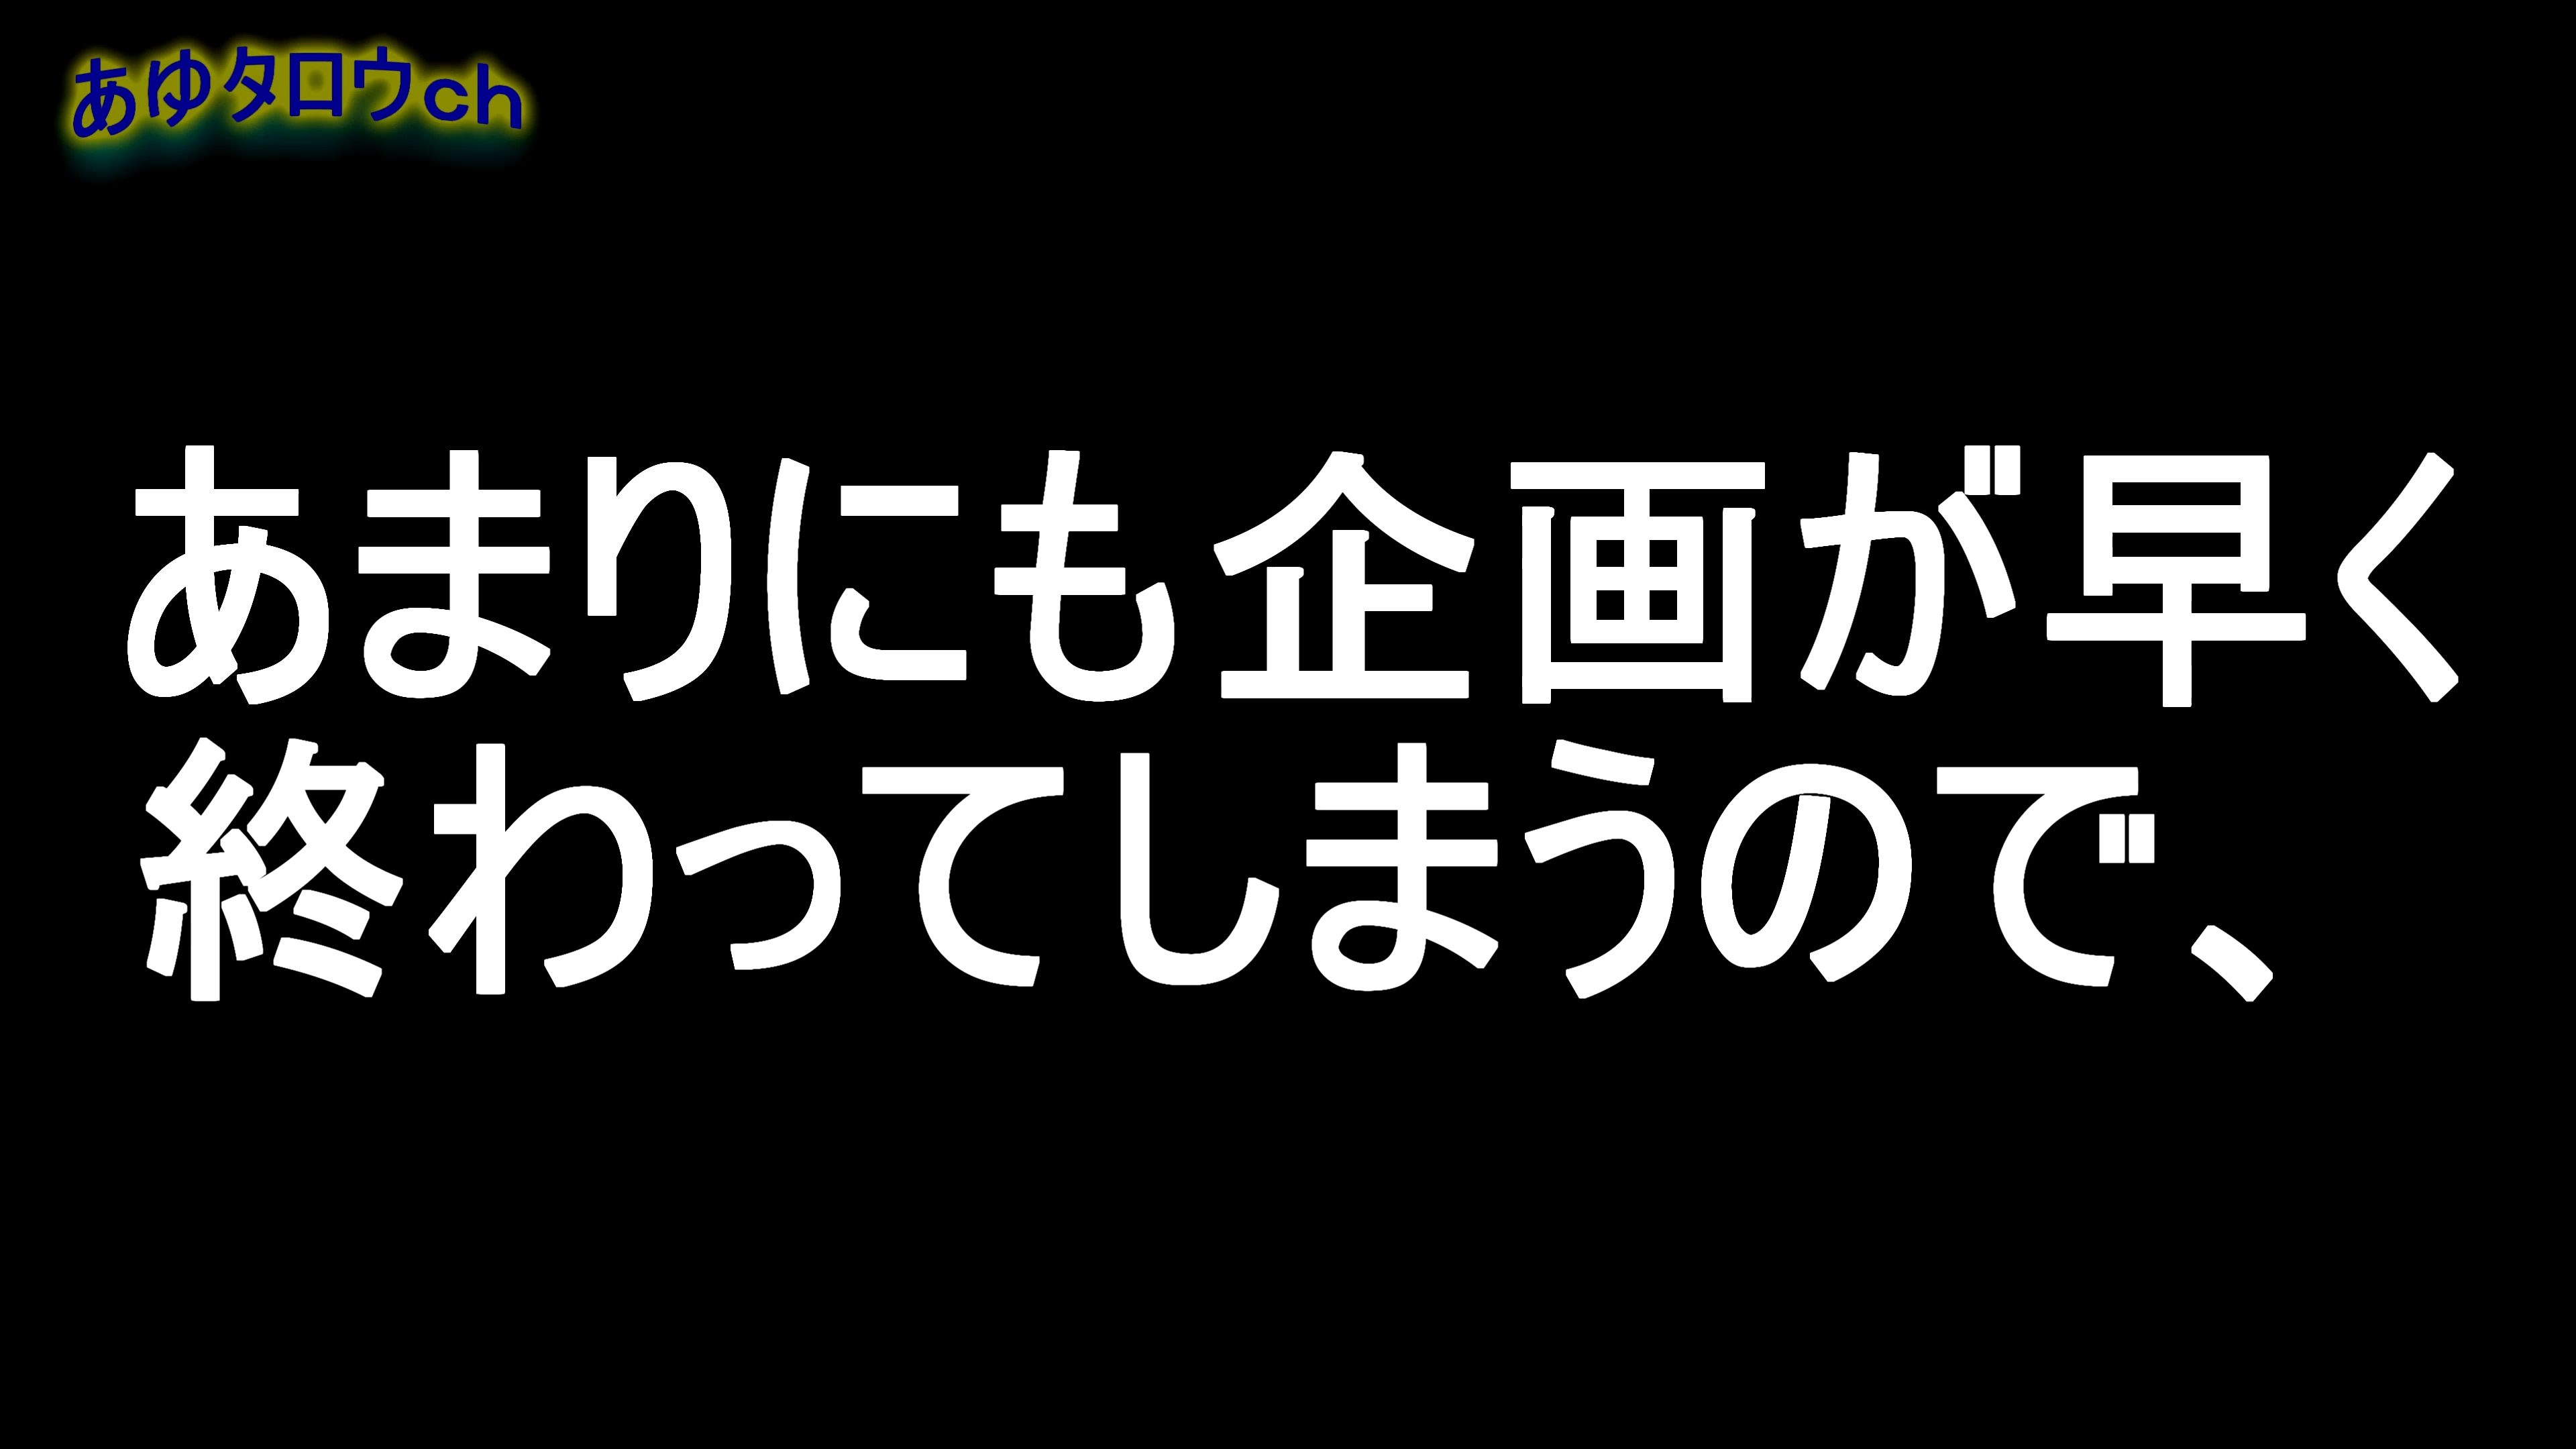 あゆタロウch
あまりにも企画が早く
終わってしまうので、